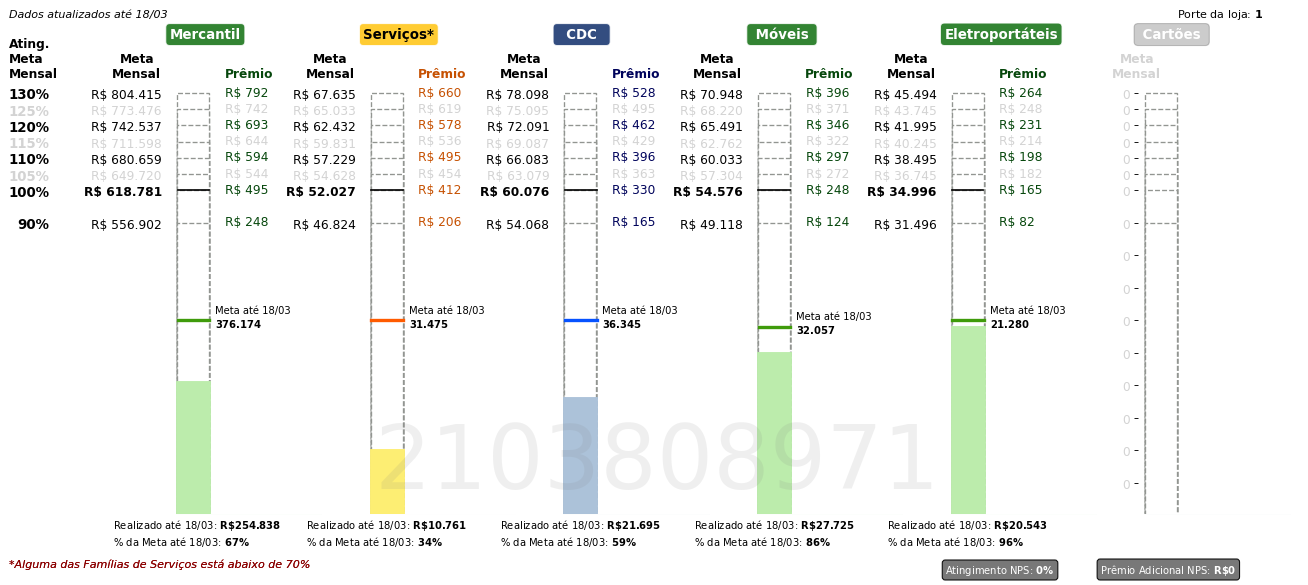 Dados atualizados até 18/03 Porte da loja: 1
Mercantil Serviços* CDC Móveis Eletroportáteis Cartões
Ating. Meta Mensal Meta Mensal Prêmio Meta Mensal Prêmio Meta Mensal Prêmio Meta Mensal Prêmio Meta Mensal Prêmio Meta Mensal
130% R$ 804.415 R$ 792 R$ 67.635 R$ 660 R$ 78.098 R$ 528 R$ 70.948 R$ 396 R$ 45.494 R$ 264 0
125% R$ 773.476 R$ 742 R$ 65.033 R$ 619 R$ 75.095 R$ 495 R$ 68.220 R$ 371 R$ 43.745 R$ 248 0
120% R$ 742.537 R$ 693 R$ 62.432 R$ 578 R$ 72.091 R$ 462 R$ 65.491 R$ 346 R$ 41.995 R$ 231 0
115% R$ 711.598 R$ 644 R$ 59.831 R$ 536 R$ 69.087 R$ 429 R$ 62.762 R$ 322 R$ 40.245 R$ 214 0
110% R$ 680.659 R$ 594 R$ 57.229 R$ 495 R$ 66.083 R$ 396 R$ 60.033 R$ 297 R$ 38.495 R$ 198 0
105% R$ 649.720 R$ 544 R$ 54.628 R$ 454 R$ 63.079 R$ 363 R$ 57.304 R$ 272 R$ 36.745 R$ 182 0
100% R$ 618.781 R$ 495 R$ 52.027 R$ 412 R$ 60.076 R$ 330 R$ 54.576 R$ 248 R$ 34.996 R$ 165 0
90% R$ 556.902 R$ 248 R$ 46.824 R$ 206 R$ 54.068 R$ 165 R$ 49.118 R$ 124 R$ 31.496 R$ 82 0
0
0
Meta até 18/03 Meta até 18/03 Meta até 18/03 Meta até 18/03 Meta até 18/03
376.174 31.475 36.345 32.057 21.280 0
0
0
0
0
0
2103808971
Realizado até 18/03: R$254.838 Realizado até 18/03: R$10.761 Realizado até 18/03: R$21.695 Realizado até 18/03: R$27.725 Realizado até 18/03: R$20.543
% da Meta até 18/03: 67% % da Meta até 18/03: 34% % da Meta até 18/03: 59% % da Meta até 18/03: 86% % da Meta até 18/03: 96%
*Alguma das Famílias de Serviços está abaixo de 70% Atingimento NPS: 0% Prêmio Adicional NPS: R$0